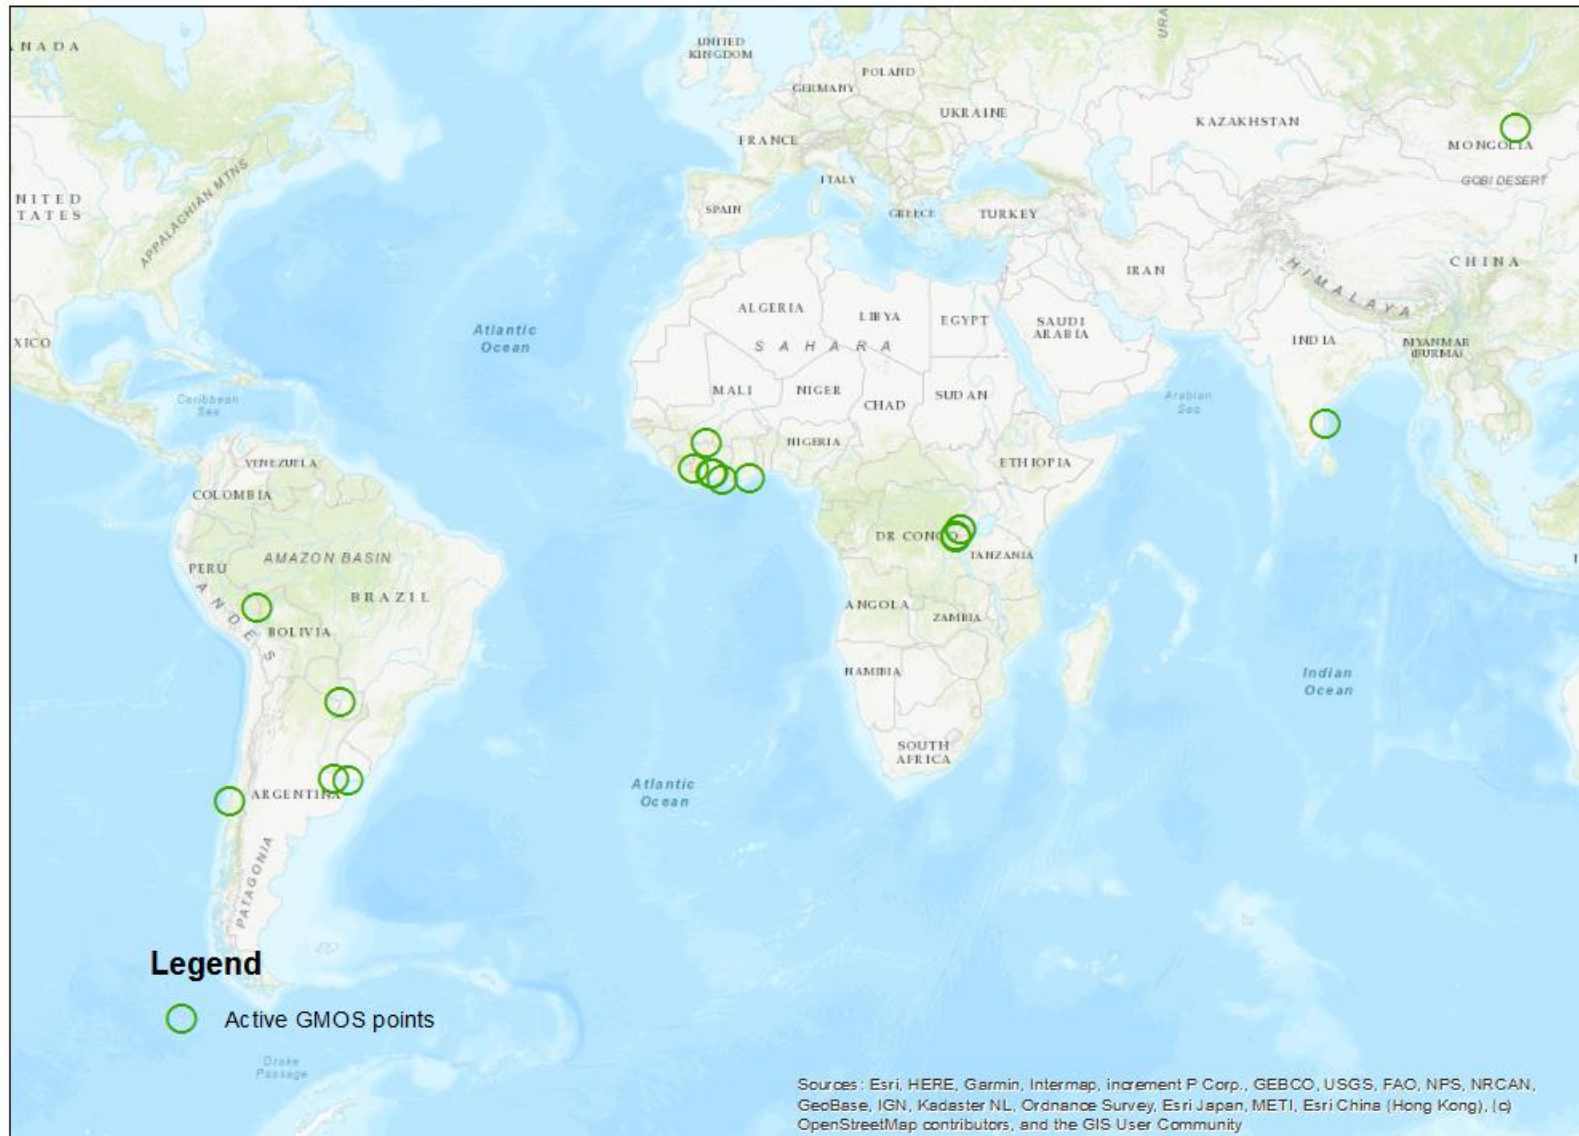 NADA
UNITED
KINGDOM
POLAND
GERMANY
UKRAINE
KAZAKHSTAN
FRANCE
MONGOLIA
ITALY
GOBI DESERT
NITED
TATES
APPALACHIAN MTNS
SPAIN
GREECE
TURKEY
IRAN
HIMALAYA
CHINA
ALGERIA
LIBYA
EGYPT
SAUDI
ARABIA
Atlantic
Ocean
SAHARA
INDIA
MYANMAR
(BURMA)
XICO
MALI
NIGER
CHAD
SUDAN
Arabian
Sea
Caribbean
Sea
NIGERIA
ETHIOPIA
VENEZUELA
COLOMBIA
DR CONGO
TANZANIA
AMAZON BASIN
PERU
BRAZIL
ANDES
ANGOLA
ZAMBIA
BOLIVIA
NAMIBIA
Indian
Ocean
SOUTH
AFRICA
Atlantic
Ocean
ARGENTINA
PATAGONIA
Legend
Active GMOS points
Drake
Passage
Sources: Esri, HERE, Garmin, Intermap, increment P Corp., GEBCO, USGS, FAO, NPS, NRCAN,
GeoBase, IGN, Kadaster NL, Ordnance Survey, Esri Japan, METI, Esri China (Hong Kong), (c)
OpenStreetMap contributors, and the GIS User Community